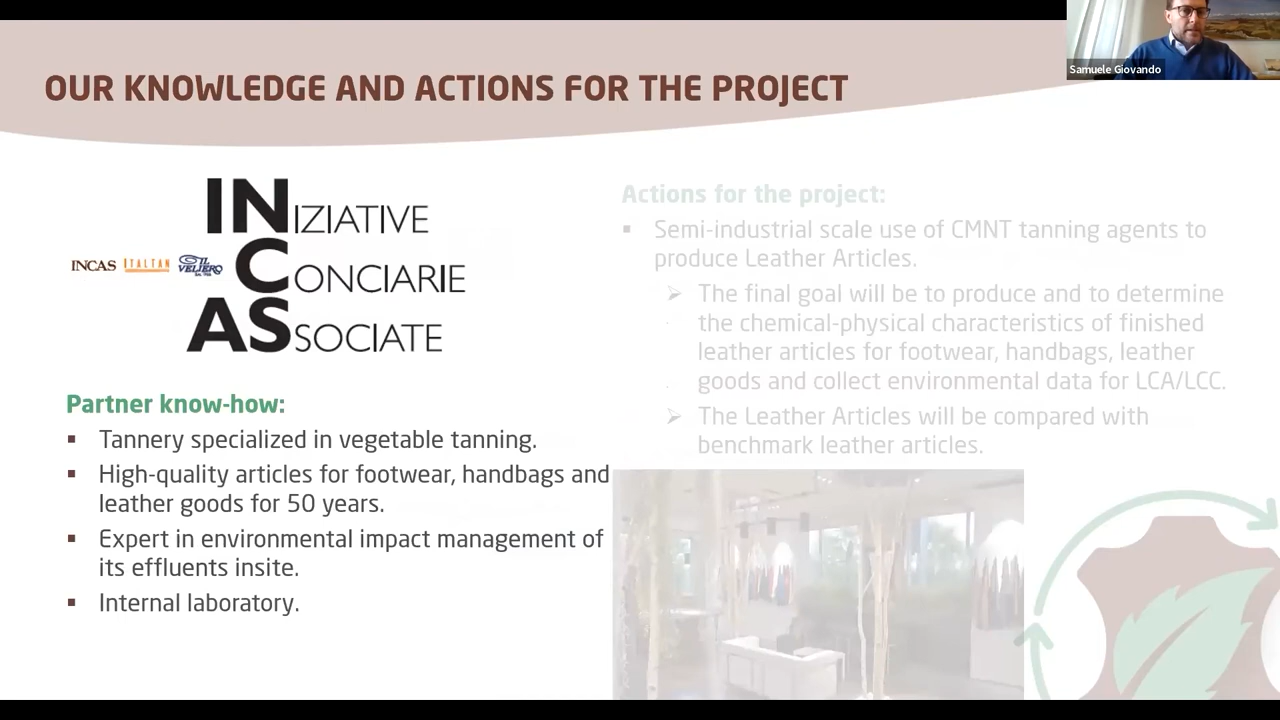 Samuele Giovando
OUR KNOWLEDGE AND ACTIONS FOR THE PROJECT
INIZIATIVE
CONCIARIE
ASSOCIATE
INCAS ITALTAN IL VELIERO
Partner know-how:
▪ Tannery specialized in vegetable tanning.
▪ High-quality articles for footwear, handbags and
leather goods for 50 years.
▪ Expert in environmental impact management of
its effluents insite.
▪ Internal laboratory.
Actions for the project:
▪ Semi-industrial scale use of CMNT tanning agents to
produce Leather Articles.
➢ The final goal will be to produce and to determine
the chemical-physical characteristics of finished
leather articles for footwear, handbags, leather
goods and collect environmental data for LCA/LCC.
➢ The Leather Articles will be compared with
benchmark leather articles.